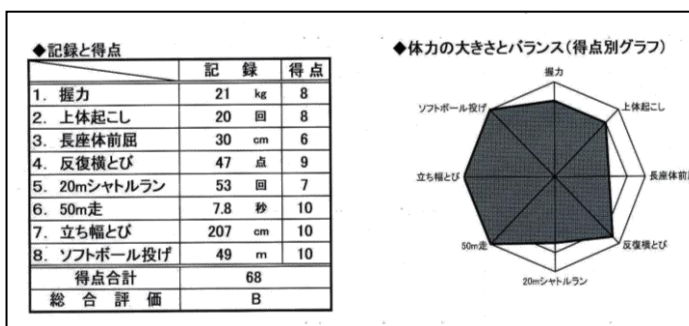 ◆記録と得点
記 録 得点
1. 握力 21 kg 8
2. 上体起こし 20 回 8
3. 長座体前屈 30 cm 6
4. 反復横とび 47 点 9
5. 20mシャトルラン 53 回 7
6. 50m走 7.8 秒 10
7. 立ち幅とび 207 cm 10
8. ソフトボール投げ 49 m 10
得点合計 68
総合評価 B
◆体力の大きさとバランス(得点別グラフ)
握力
ソフトボール投げ 上体起こし
立ち幅とび 長座体前屈
50m走 反復横とび
20mシャトルラン